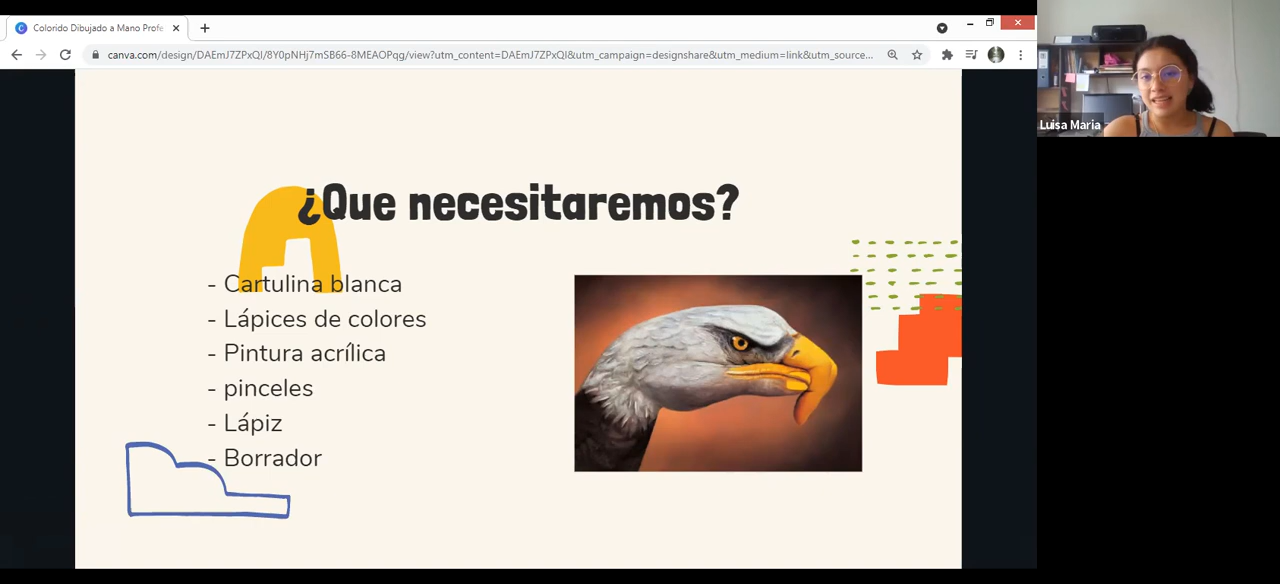 Colorido Dibujado a Mano Profe
canva.com/design/DAEmJ7ZPxQI/8Y0pNHj7mSB66-8MEAOPqg/view?utm_content=DAEmJ7ZPxQI&utm_campaign=designshare&utm_medium=link&utm_source...
Luisa Maria
¿Que necesitaremos?
- Cartulina blanca
- Lápices de colores
- Pintura acrílica
- pinceles
- Lápiz
- Borrador